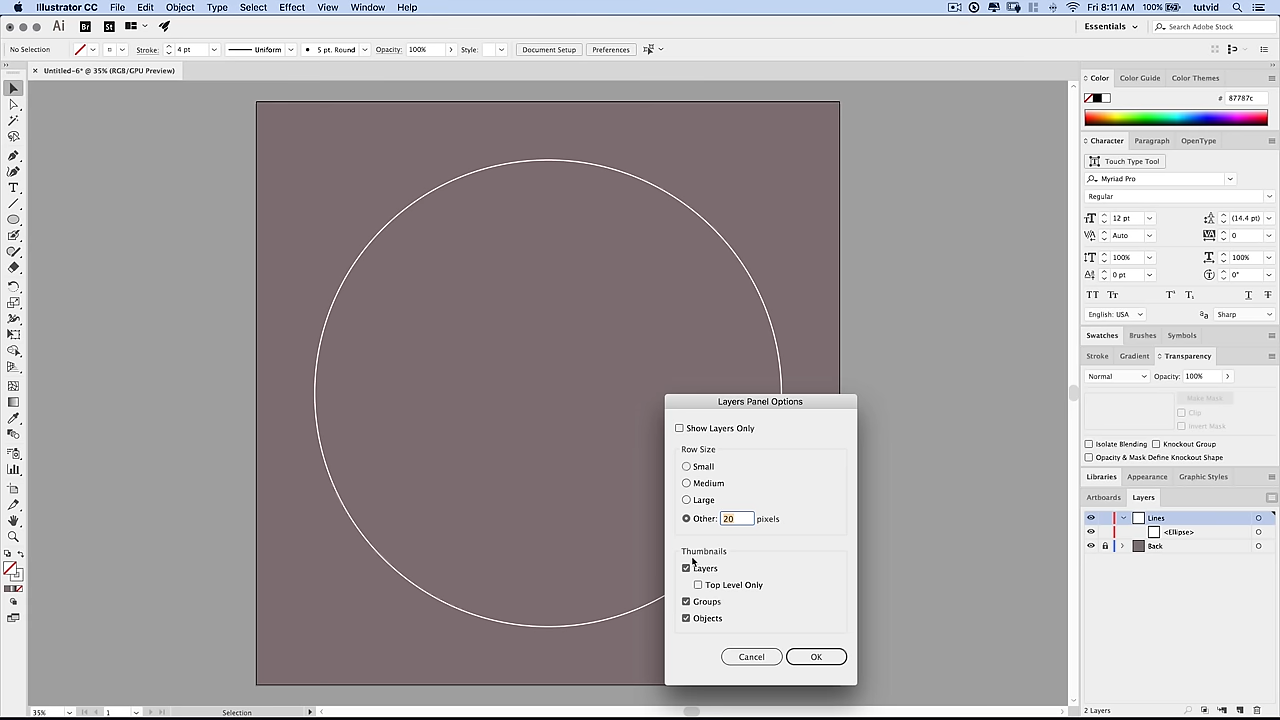 Illustrator CC File Edit Object Type Select Effect View Window Help 100% Fri 8:11 AM tutvid
Ai Br St Essentials Search Adobe Stock
No Selection Stroke: 4 pt Uniform 5 pt. Round Opacity: 100% Style: Document Setup Preferences
Untitled-6* @ 35% (RGB/GPU Preview)
Color Color Guide Color Themes
# 87787c
Character Paragraph OpenType
Touch Type Tool
Myriad Pro
Regular
12 pt (14.4 pt)
Auto 0
100% 100%
0 pt 0°
English: USA Sharp
Swatches Brushes Symbols
Stroke Gradient Transparency
Normal Opacity: 100%
Make Mask
Clip
Invert Mask
Isolate Blending Knockout Group
Opacity & Mask Define Knockout Shape
Libraries Appearance Graphic Styles
Artboards Layers
Lines
<Ellipse>
Back
2 Layers
Layers Panel Options
Show Layers Only
Row Size
Small
Medium
Large
Other: 20 pixels
Thumbnails
Layers
Top Level Only
Groups
Objects
Cancel OK
35% 1 Selection